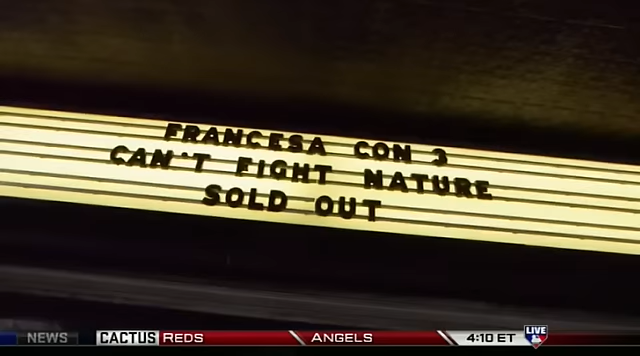 FRANCESA CON 3
CAN'T FIGHT NATURE
SOLD OUT
NEWS CACTUS REDS ANGELS 4:10 ET LIVE